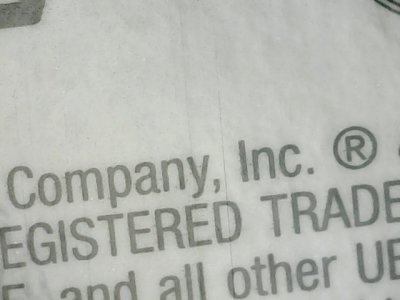 Company, Inc. ®
EGISTERED TRADE
E, and all other UE